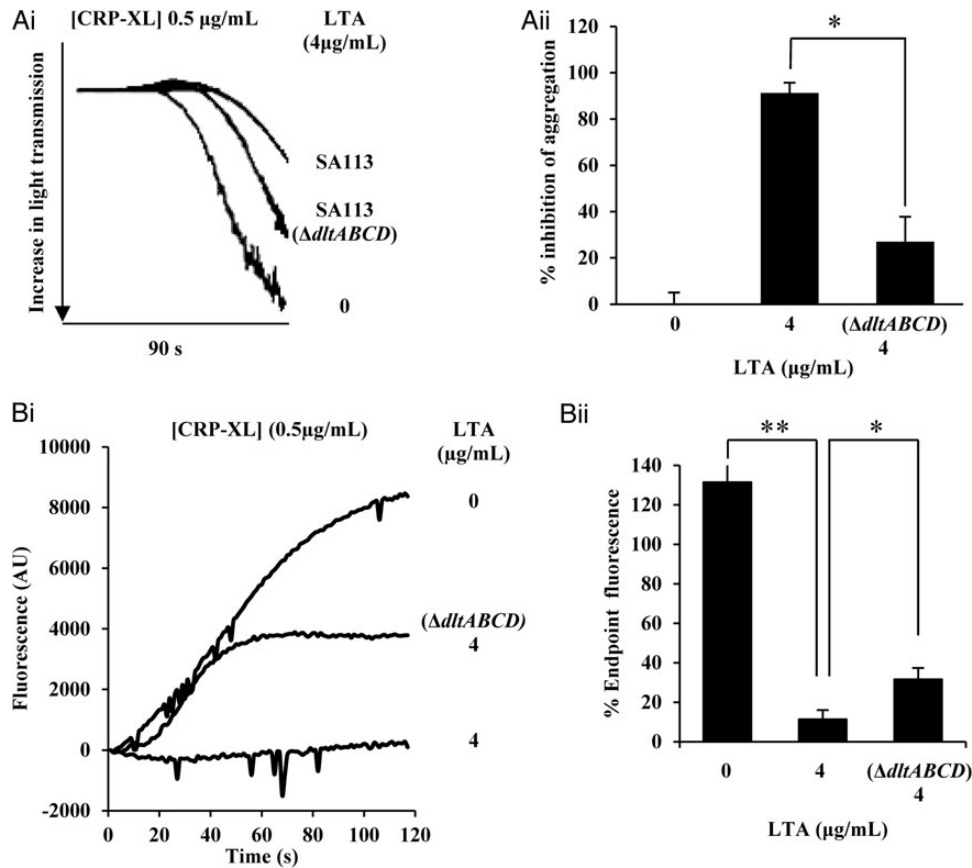 Ai
[CRP-XL] 0.5 μg/mL
LTA
(4μg/mL)
Increase in light transmission
SA113
SA113
(ΔdltABCD)
0
90 s
Aii
*
% inhibition of aggregation
120
100
80
60
40
20
0
0
4
(ΔdltABCD)
4
LTA (μg/mL)
Bi
[CRP-XL] (0.5μg/mL)
LTA
(μg/mL)
Fluorescence (AU)
10000
8000
6000
4000
2000
0
-2000
0
(ΔdltABCD)
4
4
0
20
40
60
80
100
120
Time (s)
Bii
**
*
% Endpoint fluorescence
140
120
100
80
60
40
20
0
0
4
(ΔdltABCD)
4
LTA (μg/mL)